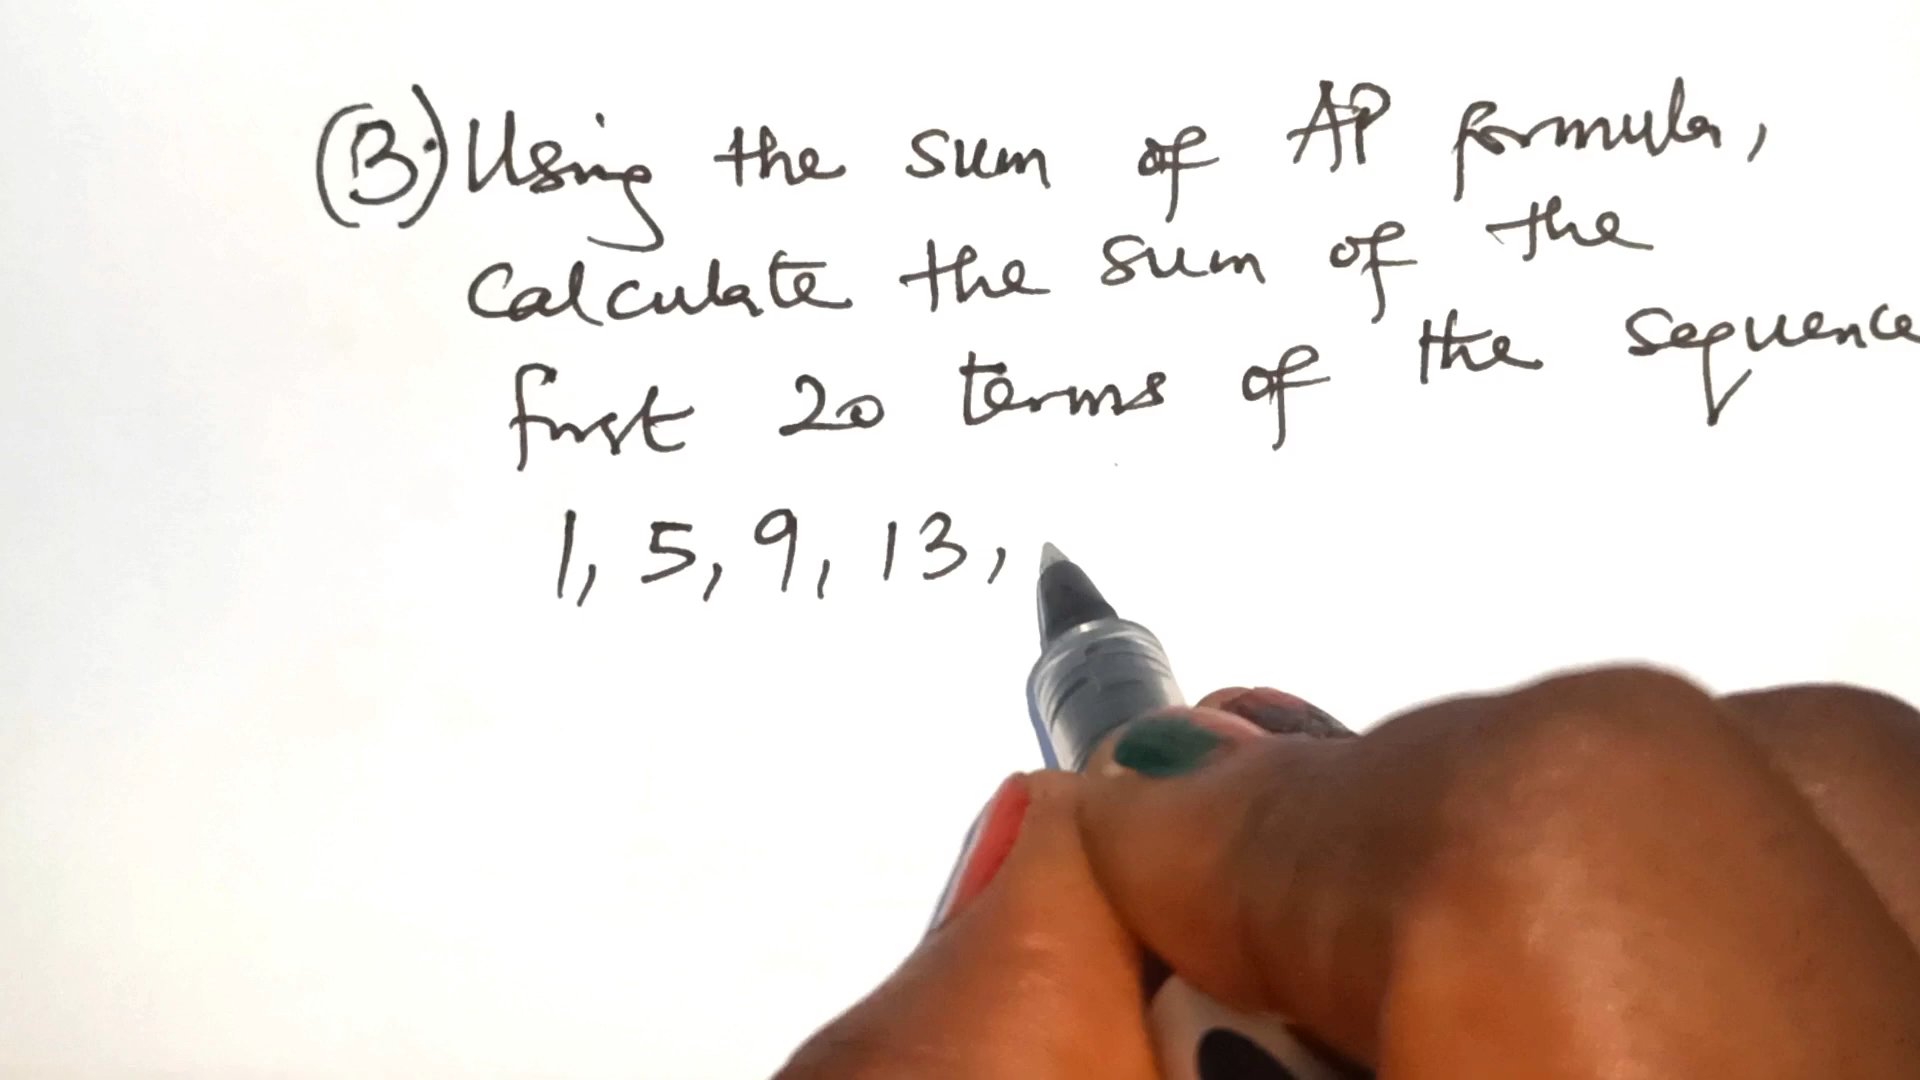 (B.) Using the sum of AP formula,
Calculate the sum of the
first 20 terms of the sequence
1, 5, 9, 13,